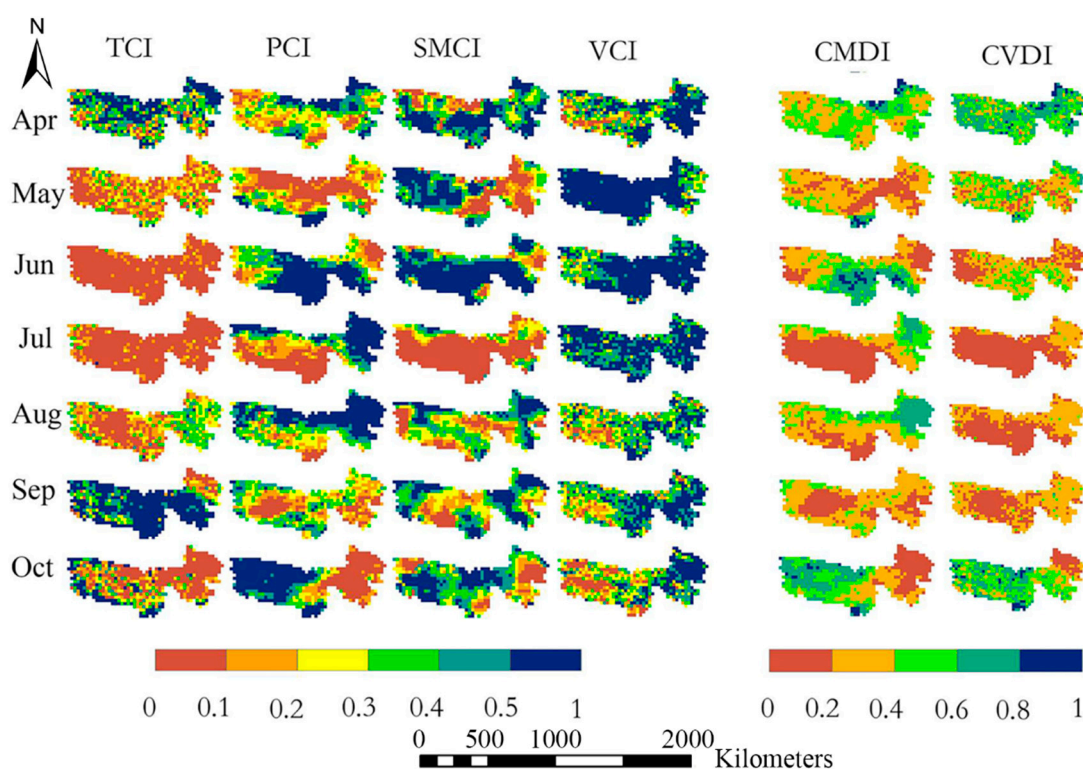 N
TCI PCI SMCI VCI CMDI CVDI
Apr
May
Jun
Jul
Aug
Sep
Oct
0 0.1 0.2 0.3 0.4 0.5 1
0 0.2 0.4 0.6 0.8 1
0 500 1000 2000
Kilometers